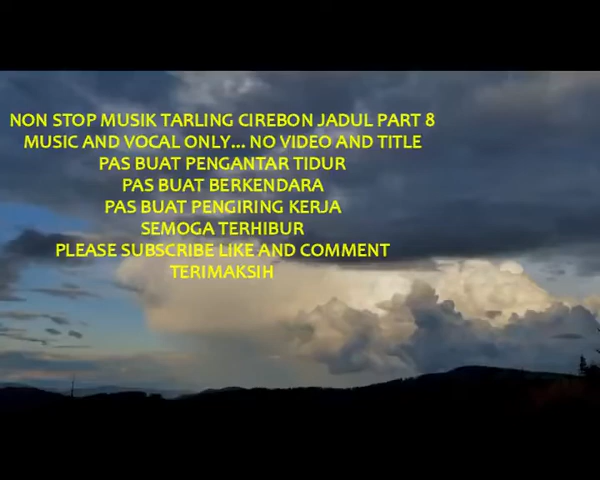 NON STOP MUSIK TARLING CIREBON JADUL PART 8
MUSIC AND VOCAL ONLY... NO VIDEO AND TITLE
PAS BUAT PENGANTAR TIDUR
PAS BUAT BERKENDARA
PAS BUAT PENGIRING KERJA
SEMOGA TERHIBUR
PLEASE SUBSCRIBE LIKE AND COMMENT
TERIMAKSIH